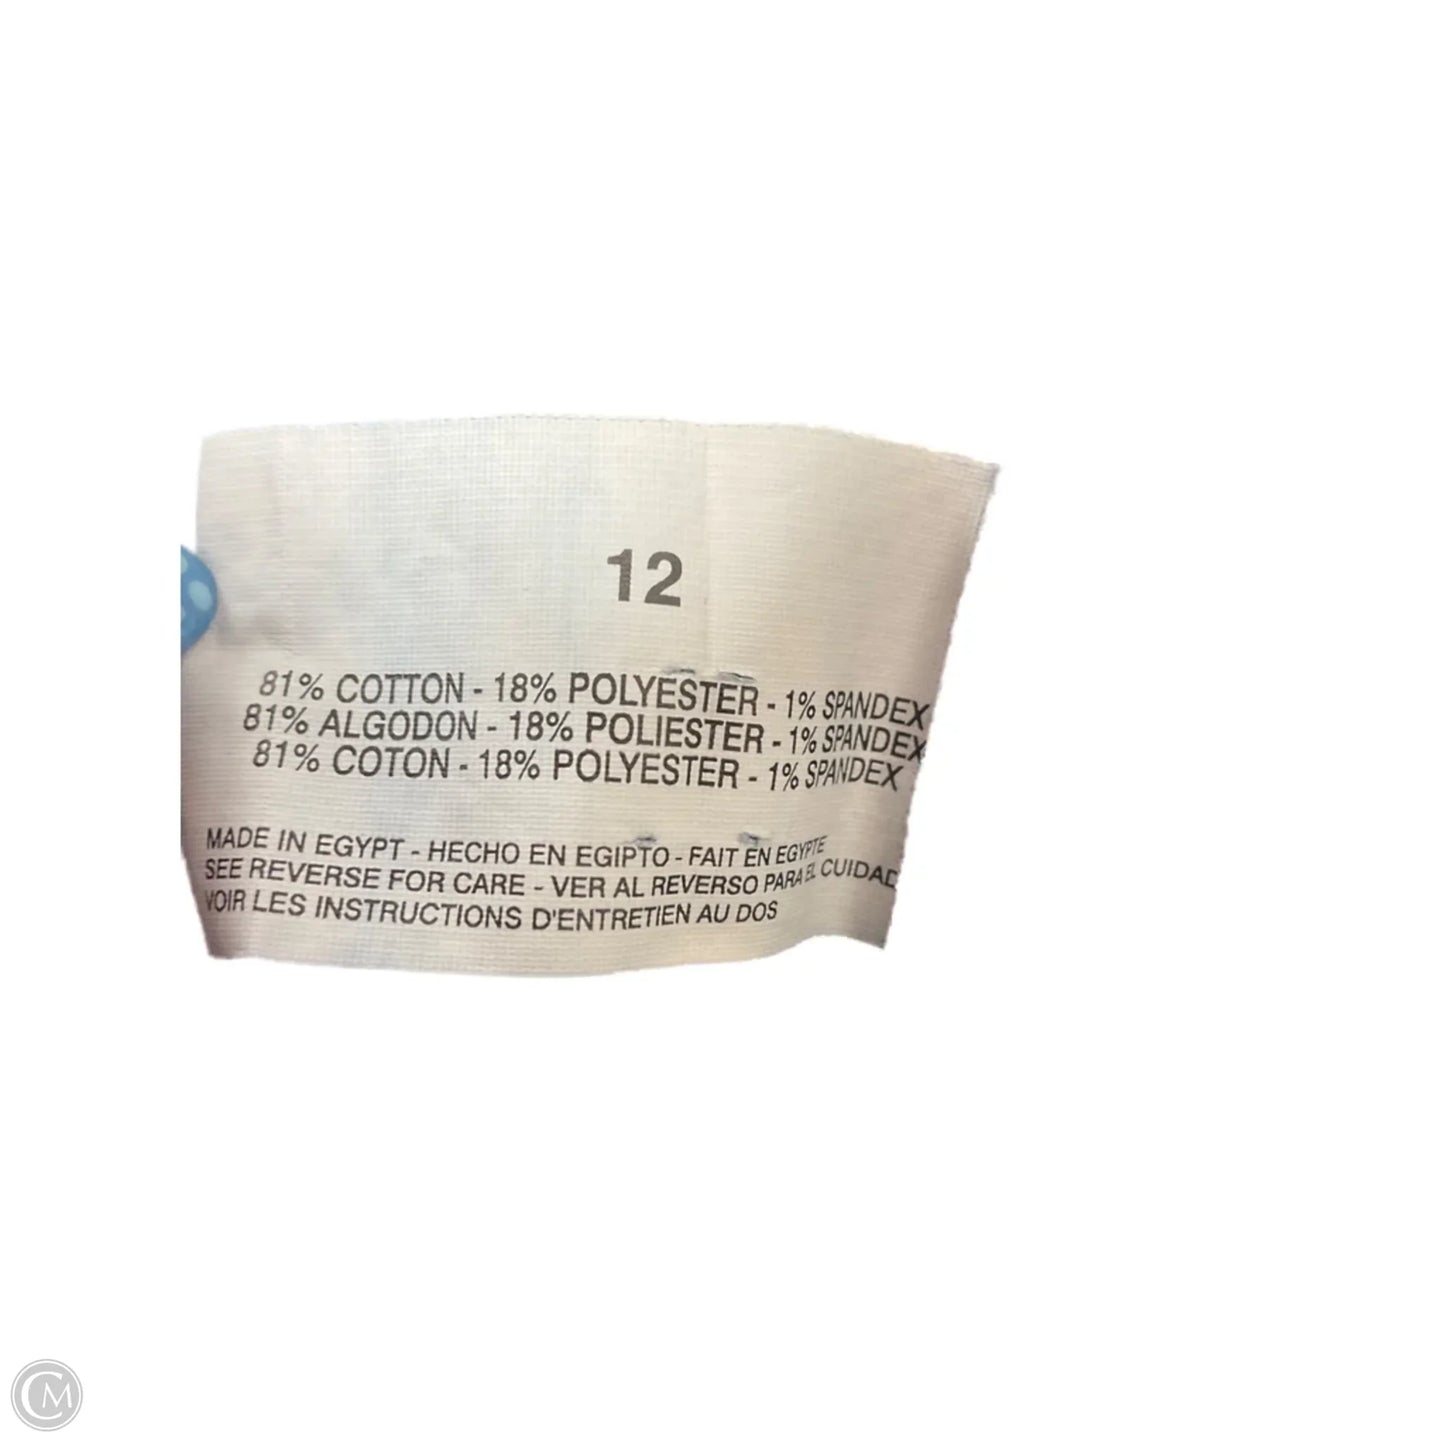 12
81% COTTON - 18% POLYESTER - 1% SPANDEX
81% ALGODON - 18% POLIESTER - 1% SPANDEX
81% COTON - 18% POLYESTER - 1% SPANDEX
MADE IN EGYPT - HECHO EN EGIPTO - FAIT EN EGYPTE
SEE REVERSE FOR CARE - VER AL REVERSO PARA EL CUIDAD
VOIR LES INSTRUCTIONS D'ENTRETIEN AU DOS
CM